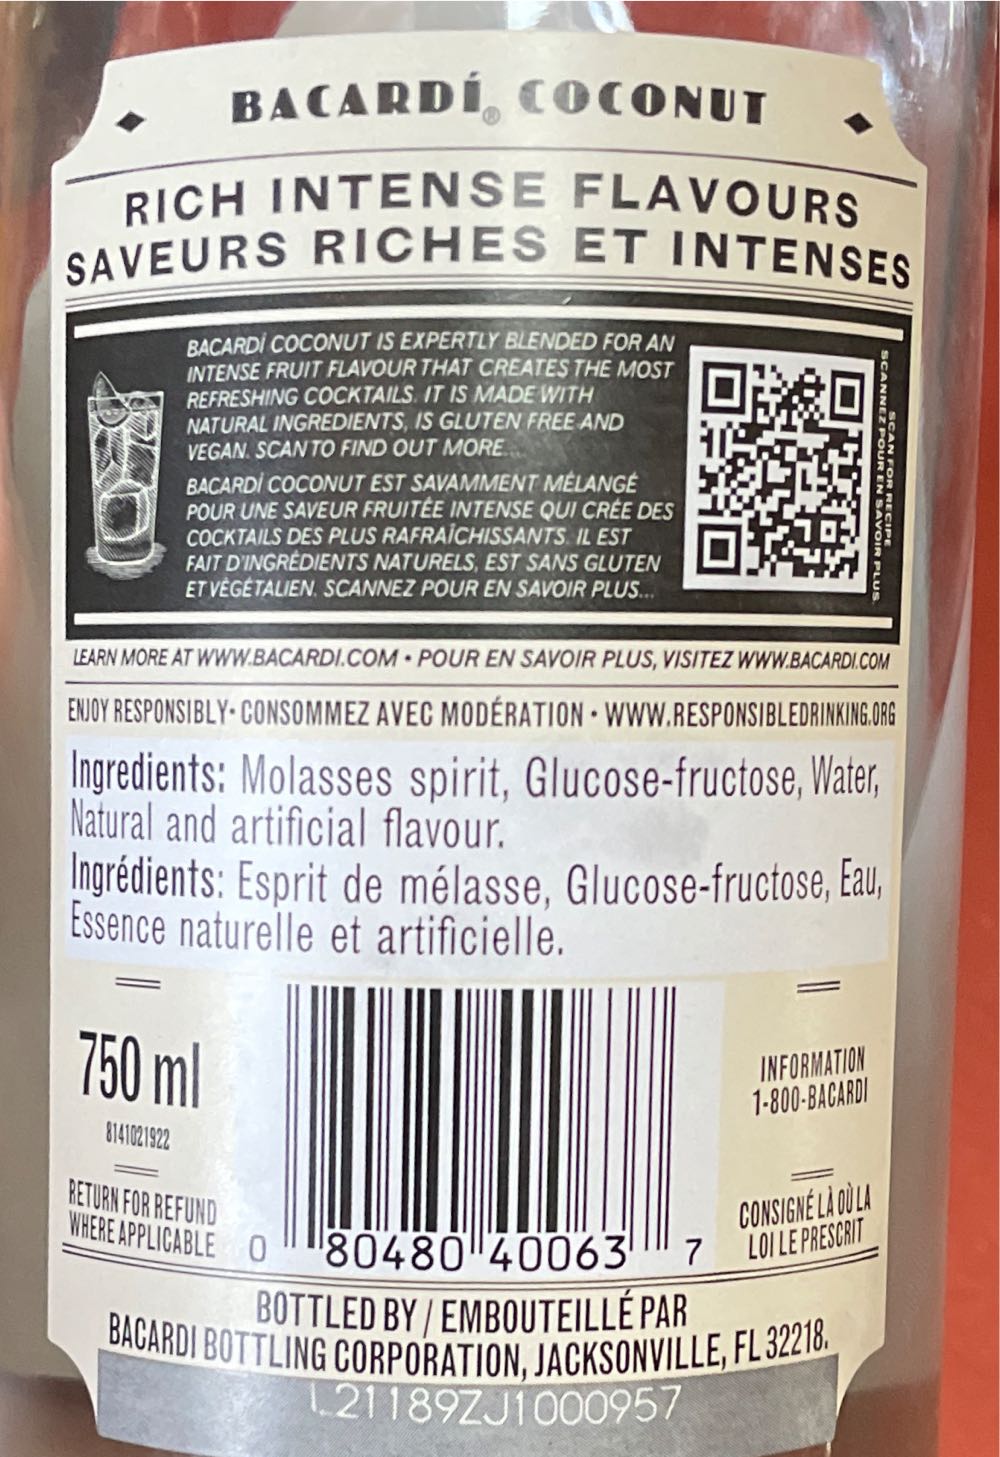 BACARDÍ® COCONUT
RICH INTENSE FLAVOURS
SAVEURS RICHES ET INTENSES
BACARDÍ COCONUT IS EXPERTLY BLENDED FOR AN
INTENSE FRUIT FLAVOUR THAT CREATES THE MOST
REFRESHING COCKTAILS. IT IS MADE WITH
NATURAL INGREDIENTS, IS GLUTEN FREE AND
VEGAN. SCAN TO FIND OUT MORE...
BACARDÍ COCONUT EST SAVAMMENT MÉLANGÉ
POUR UNE SAVEUR FRUITÉE INTENSE QUI CRÉE DES
COCKTAILS DES PLUS RAFRAÎCHISSANTS. IL EST
FAIT D'INGRÉDIENTS NATURELS, EST SANS GLUTEN
ET VÉGÉTALIEN. SCANNEZ POUR EN SAVOIR PLUS...
SCAN FOR RECIPE
SCANNEZ POUR EN SAVOIR PLUS
LEARN MORE AT WWW.BACARDI.COM • POUR EN SAVOIR PLUS, VISITEZ WWW.BACARDI.COM
ENJOY RESPONSIBLY • CONSOMMEZ AVEC MODÉRATION • WWW.RESPONSIBLEDRINKING.ORG
Ingredients: Molasses spirit, Glucose-fructose, Water,
Natural and artificial flavour.
Ingrédients: Esprit de mélasse, Glucose-fructose, Eau,
Essence naturelle et artificielle.
750 ml
8141021922
RETURN FOR REFUND
WHERE APPLICABLE
0 80480 40063 7
INFORMATION
1-800-BACARDI
CONSIGNÉ LÀ OÙ LA
LOI LE PRESCRIT
BOTTLED BY / EMBOUTEILLÉ PAR
BACARDI BOTTLING CORPORATION, JACKSONVILLE, FL 32218.
L21189ZJ1000957